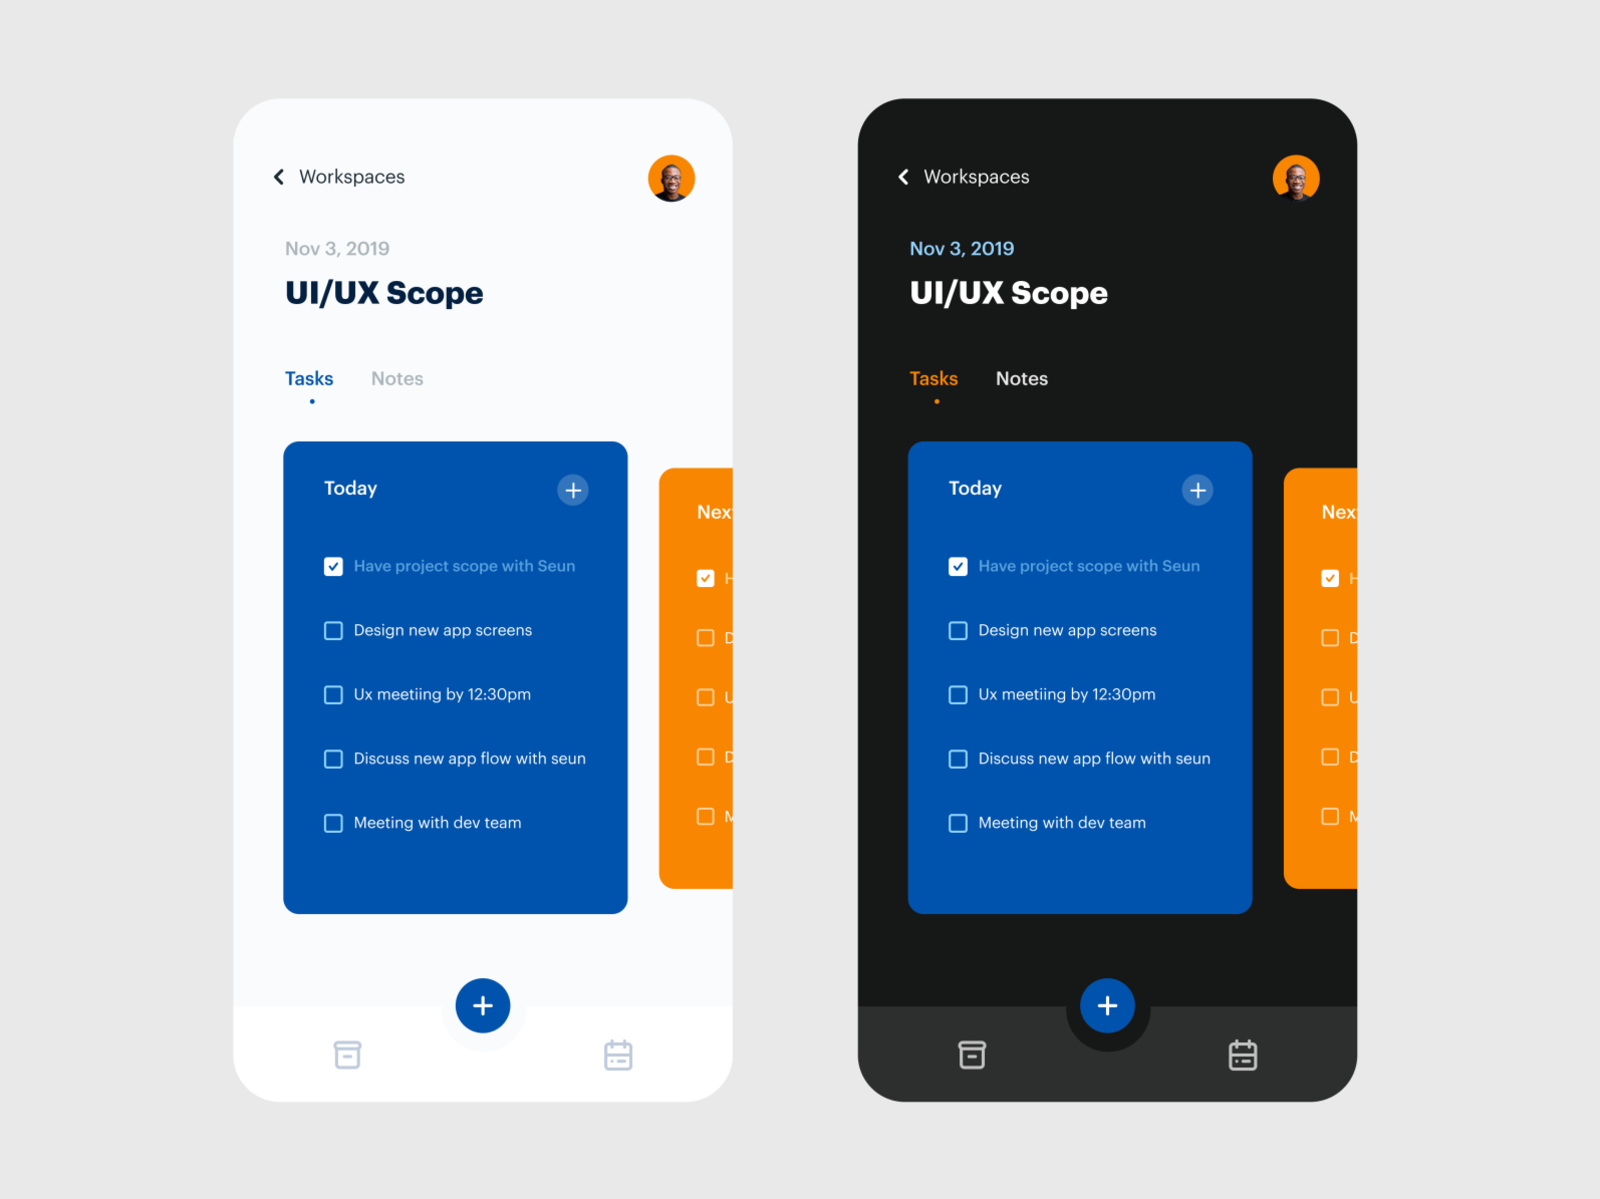 Workspaces
Nov 3, 2019
UI/UX Scope
Tasks Notes
Today
Have project scope with Seun
Design new app screens
Ux meetiing by 12:30pm
Discuss new app flow with seun
Meeting with dev team
Nex
H
D
U
D
M
Workspaces
Nov 3, 2019
UI/UX Scope
Tasks Notes
Today
Have project scope with Seun
Design new app screens
Ux meetiing by 12:30pm
Discuss new app flow with seun
Meeting with dev team
Nex
H
D
U
D
M